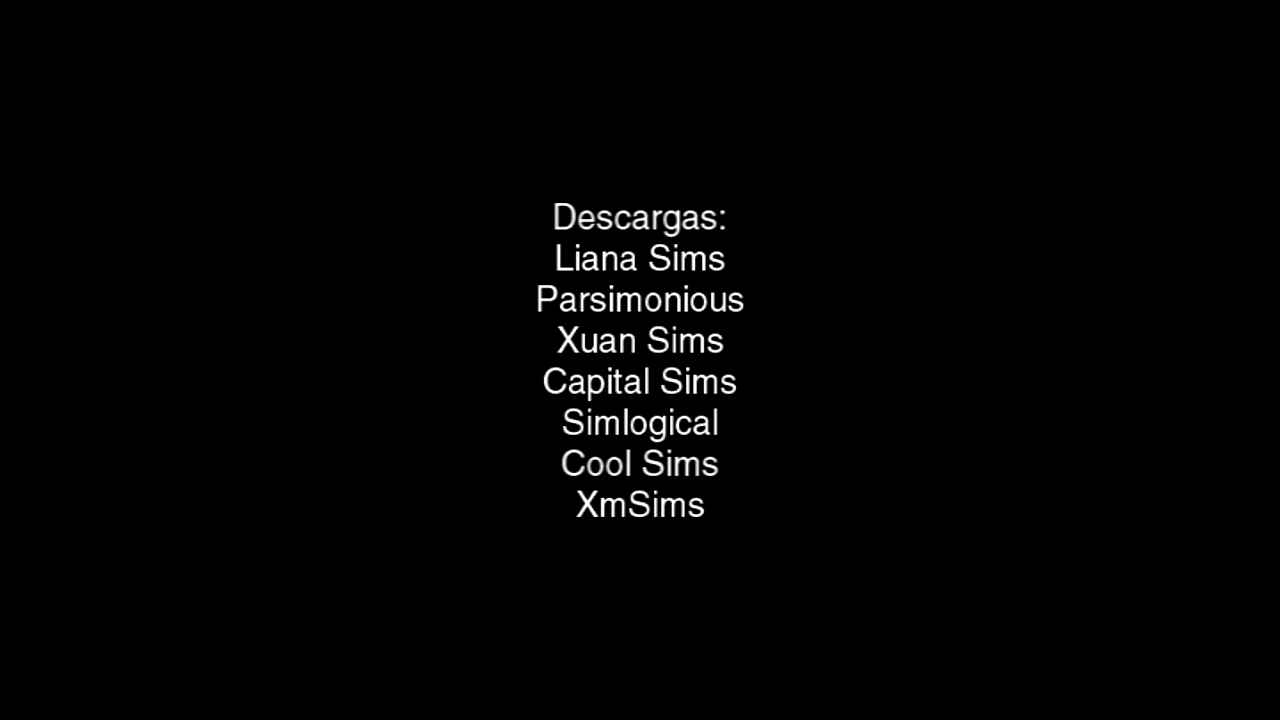 Descargas:
Liana Sims
Parsimonious
Xuan Sims
Capital Sims
Simlogical
Cool Sims
XmSims